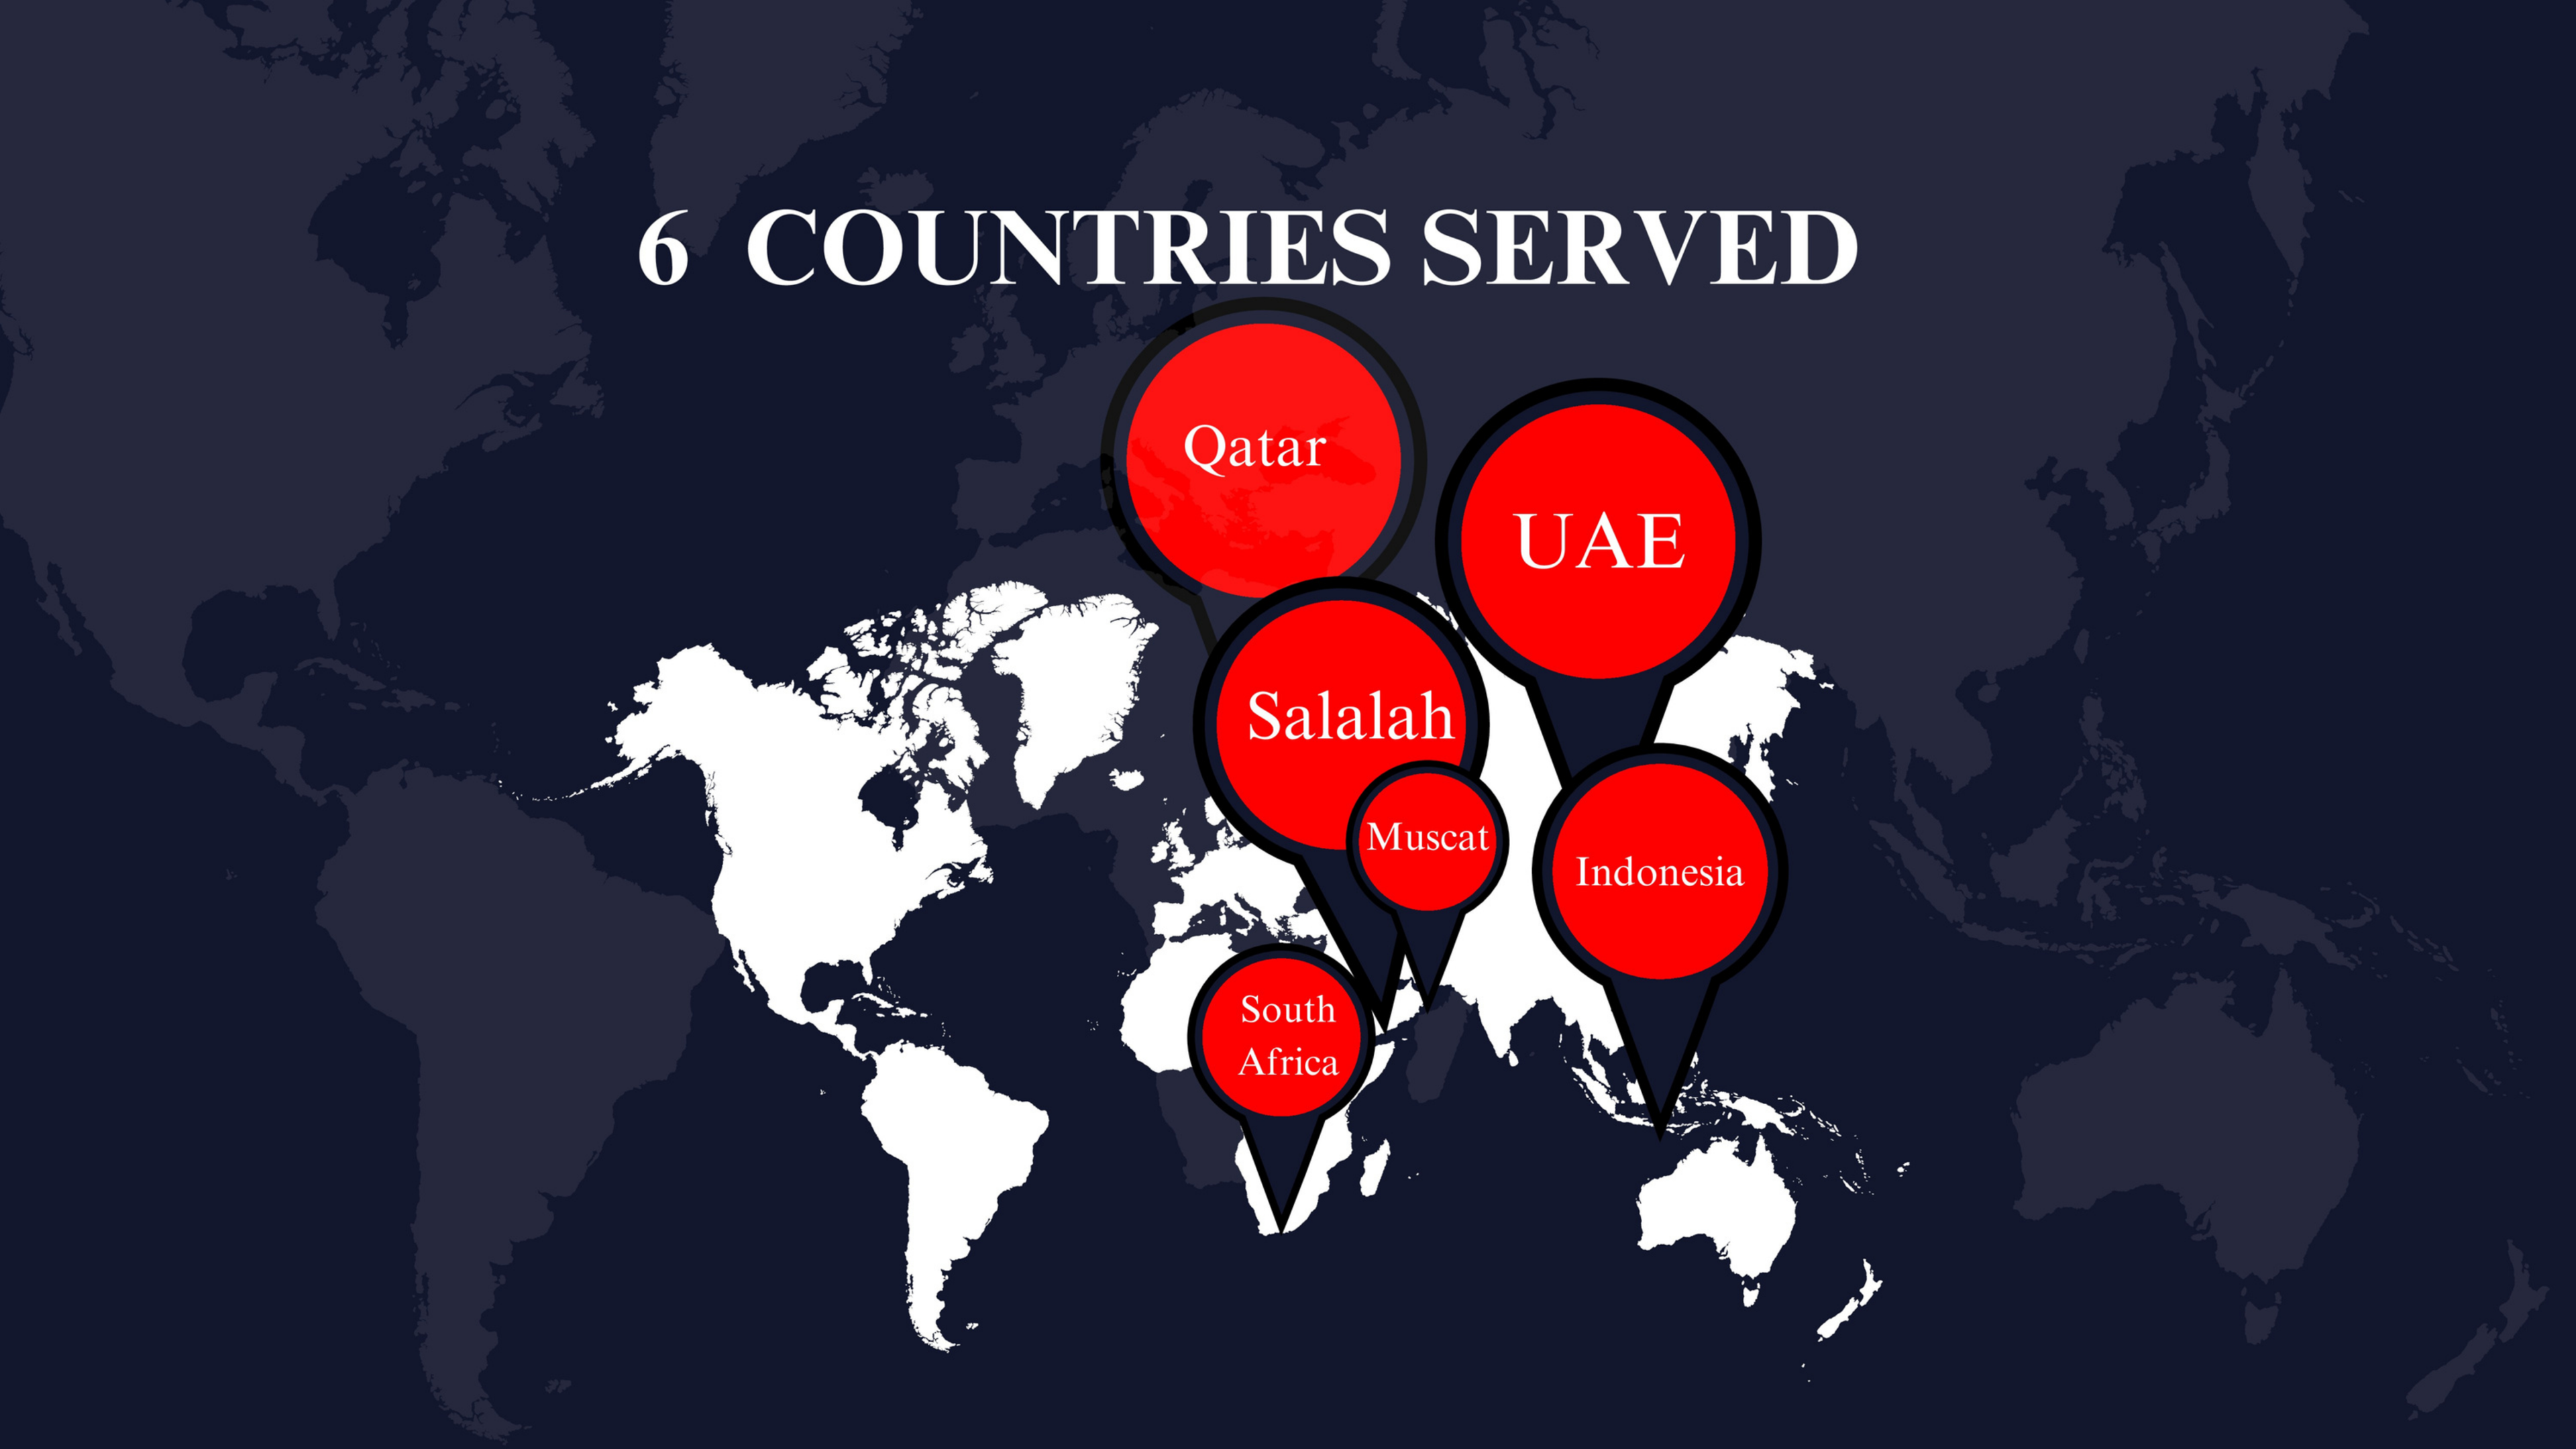 6 COUNTRIES SERVED
Qatar
UAE
Salalah
Muscat
Indonesia
South
Africa